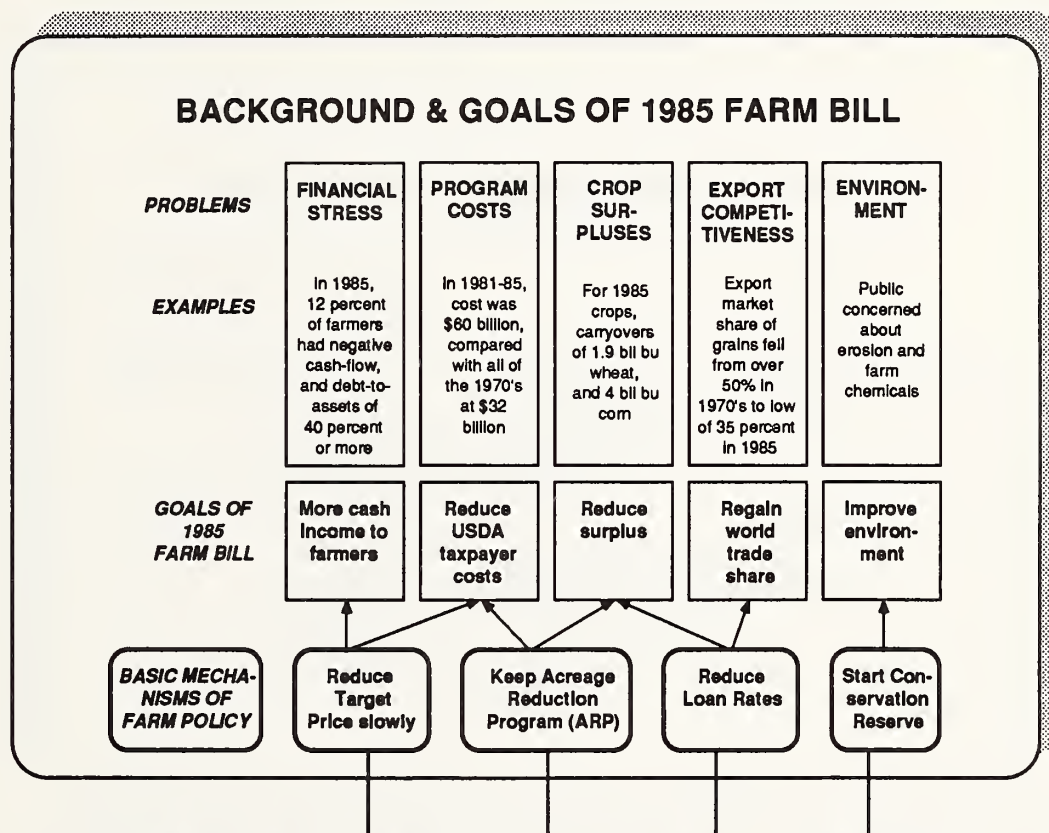 BACKGROUND & GOALS OF 1985 FARM BILL
PROBLEMS
FINANCIAL
STRESS
PROGRAM
COSTS
CROP
SUR-
PLUSES
EXPORT
COMPETI-
TIVENESS
ENVIRON-
MENT
EXAMPLES
In 1985,
12 percent
of farmers
had negative
cash-flow,
and debt-to-
assets of
40 percent
or more
In 1981-85,
cost was
$60 billion,
compared
with all of
the 1970's
at $32
billion
For 1985
crops,
carryovers
of 1.9 bil bu
wheat,
and 4 bil bu
corn
Export
market
share of
grains fell
from over
50% in
1970's to low
of 35 percent
in 1985
Public
concerned
about
erosion and
farm
chemicals
GOALS OF
1985
FARM BILL
More cash
Income to
farmers
Reduce
USDA
taxpayer
costs
Reduce
surplus
Regain
world
trade
share
Improve
environ-
ment
BASIC MECHA-
NISMS OF
FARM POLICY
Reduce
Target
Price slowly
Keep Acreage
Reduction
Program (ARP)
Reduce
Loan Rates
Start Con-
servation
Reserve